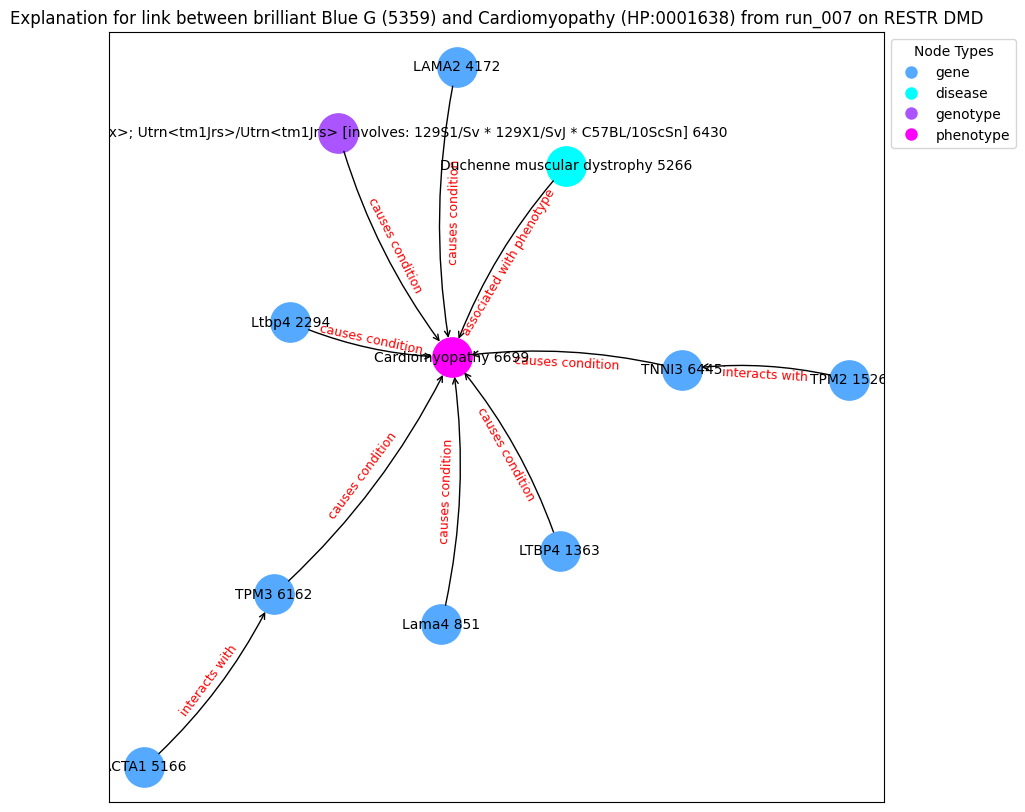 Explanation for link between brilliant Blue G (5359) and Cardiomyopathy (HP:0001638) from run_007 on RESTR DMD
Node Types
gene
disease
genotype
phenotype
LAMA2 4172
x>; Utrn<tm1Jrs>/Utrn<tm1Jrs> [involves: 129S1/Sv * 129X1/SvJ * C57BL/10ScSn] 6430
Duchenne muscular dystrophy 5266
causes condition
causes condition
associated with phenotype
Ltbp4 2294
causes condition
Cardiomyopathy 6699
causes condition
TNNI3 6445
interacts with
TPM2 1526
causes condition
causes condition
causes condition
LTBP4 1363
TPM3 6162
Lama4 851
interacts with
ACTA1 5166